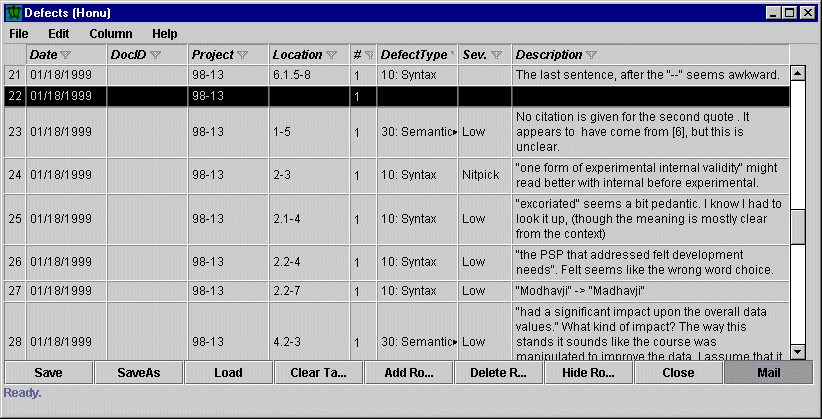 Defects (Honu)
File Edit Column Help
Date DocID Project Location # DefectType Sev. Description
21 01/18/1999 98-13 6.1.5-8 1 10: Syntax The last sentence, after the "--" seems awkward.
22 01/18/1999 98-13 1
No citation is given for the second quote . It
23 01/18/1999 98-13 1-5 1 30: Semantic Low appears to have come from [6], but this is
unclear.
24 01/18/1999 98-13 2-3 1 10: Syntax Nitpick "one form of experimental internal validity" might
read better with internal before experimental.
"excoriated" seems a bit pedantic. I know I had to
25 01/18/1999 98-13 2.1-4 1 10: Syntax Low look it up, (though the meaning is mostly clear
from the context)
26 01/18/1999 98-13 2.2-4 1 10: Syntax Low "the PSP that addressed felt development
needs". Felt seems like the wrong word choice.
27 01/18/1999 98-13 2.2-7 1 10: Syntax Low "Modhavji" -> "Madhavji"
"had a significant impact upon the overall data
values." What kind of impact? The way this
28 01/18/1999 98-13 4.2-3 1 30: Semantic Low stands it sounds like the course was
manipulated to improve the data. I assume that it
Save SaveAs Load Clear Ta... Add Ro... Delete R... Hide Ro... Close Mail
Ready.